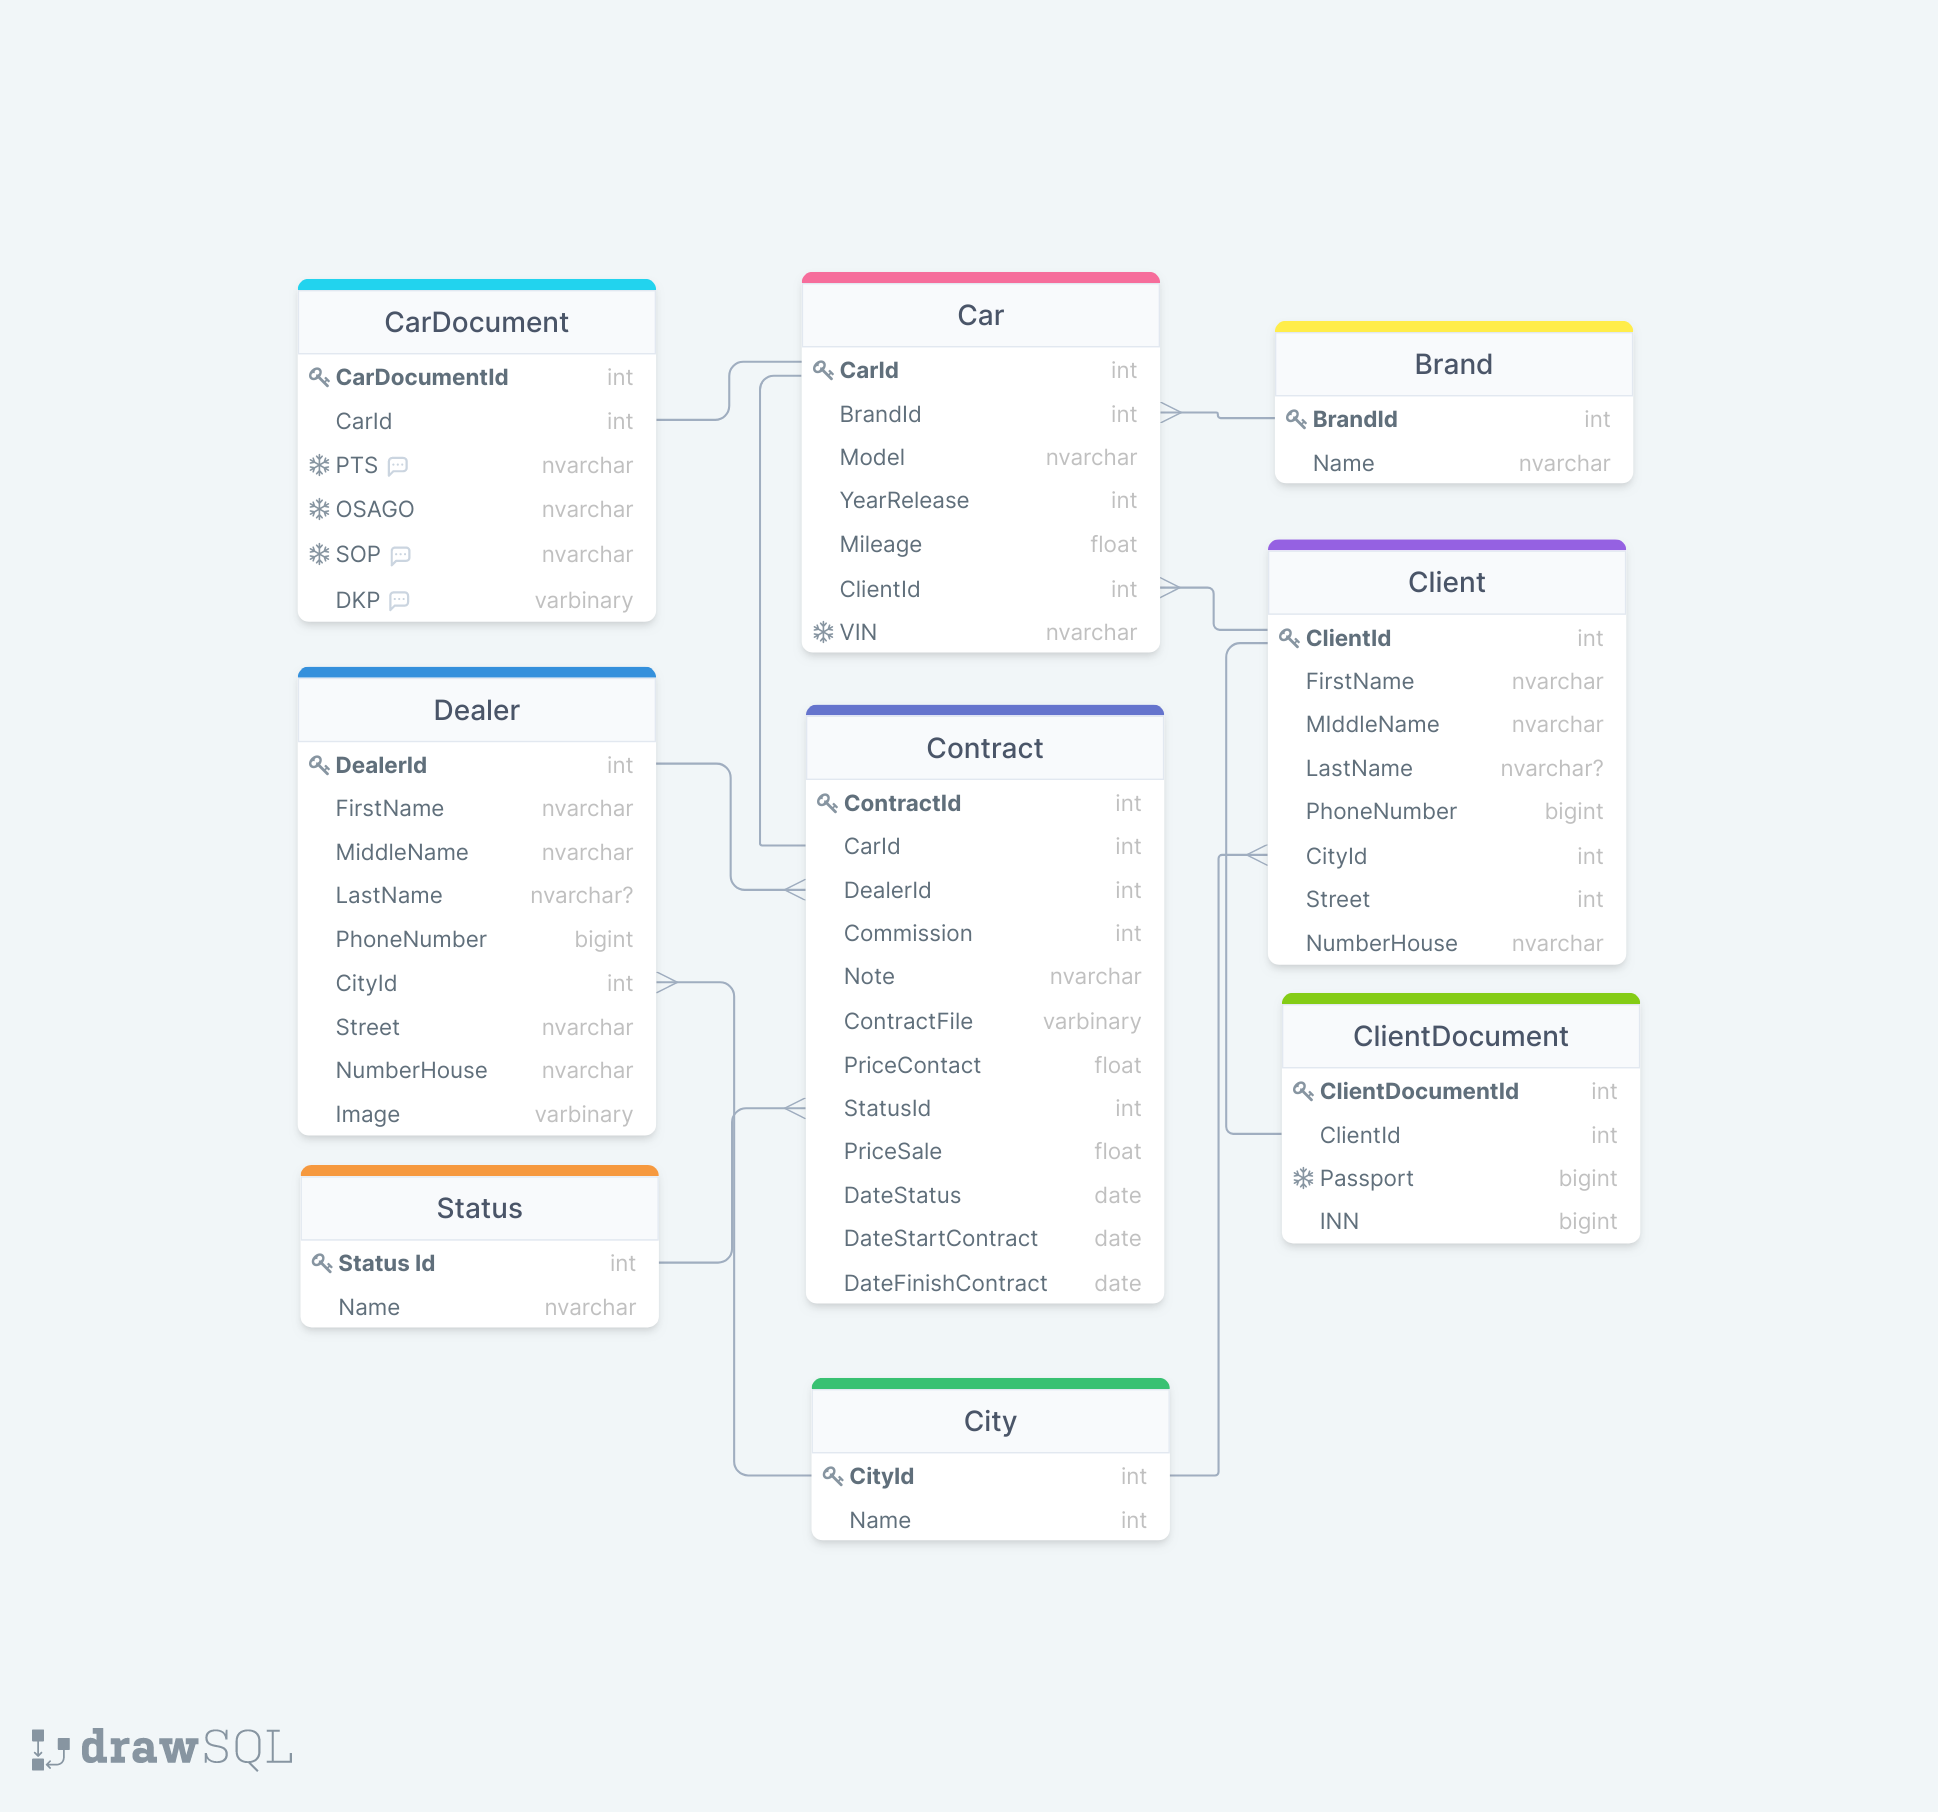 CarDocument
CarDocumentId int
CarId int
PTS nvarchar
OSAGO nvarchar
SOP nvarchar
DKP varbinary
Car
CarId int
BrandId int
Model nvarchar
YearRelease int
Mileage float
ClientId int
VIN nvarchar
Brand
BrandId int
Name nvarchar
Client
ClientId int
FirstName nvarchar
MIddleName nvarchar
LastName nvarchar?
PhoneNumber bigint
CityId int
Street int
NumberHouse nvarchar
Dealer
DealerId int
FirstName nvarchar
MiddleName nvarchar
LastName nvarchar?
PhoneNumber bigint
CityId int
Street nvarchar
NumberHouse nvarchar
Image varbinary
Contract
ContractId int
CarId int
DealerId int
Commission int
Note nvarchar
ContractFile varbinary
PriceContact float
StatusId int
PriceSale float
DateStatus date
DateStartContract date
DateFinishContract date
ClientDocument
ClientDocumentId int
ClientId int
Passport bigint
INN bigint
Status
Status Id int
Name nvarchar
City
CityId int
Name int
drawSQL